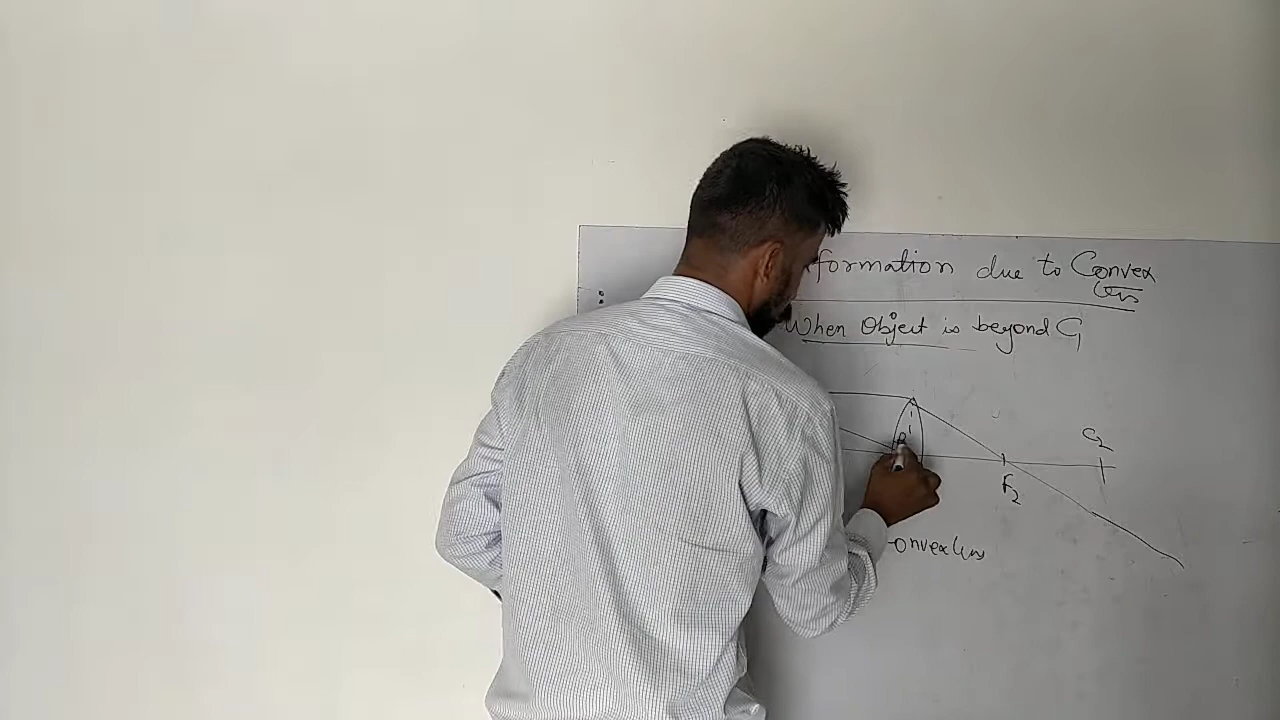 formation due to Convex
lens
When Object is beyond C1
C2
F2
onvex lens